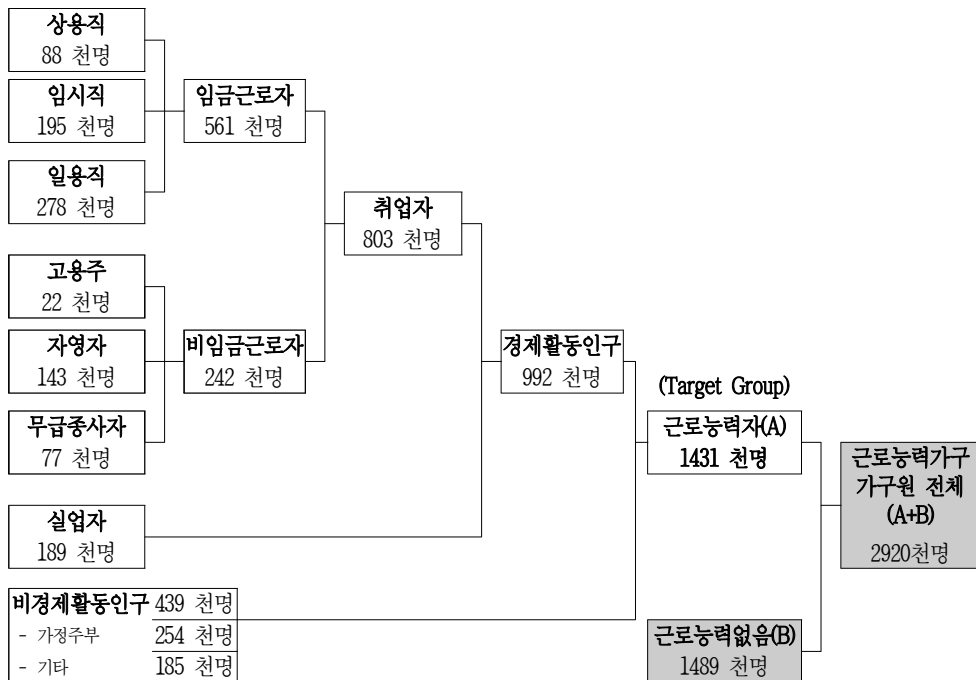 상용직
88 천명
임시직
195 천명
일용직
278 천명
임금근로자
561 천명
고용주
22 천명
자영자
143 천명
무급종사자
77 천명
비임금근로자
242 천명
취업자
803 천명
실업자
189 천명
경제활동인구
992 천명
비경제활동인구 439 천명
- 가정주부 254 천명
- 기타 185 천명
(Target Group)
근로능력자(A)
1431 천명
근로능력없음(B)
1489 천명
근로능력가구
가구원 전체
(A+B)
2920천명